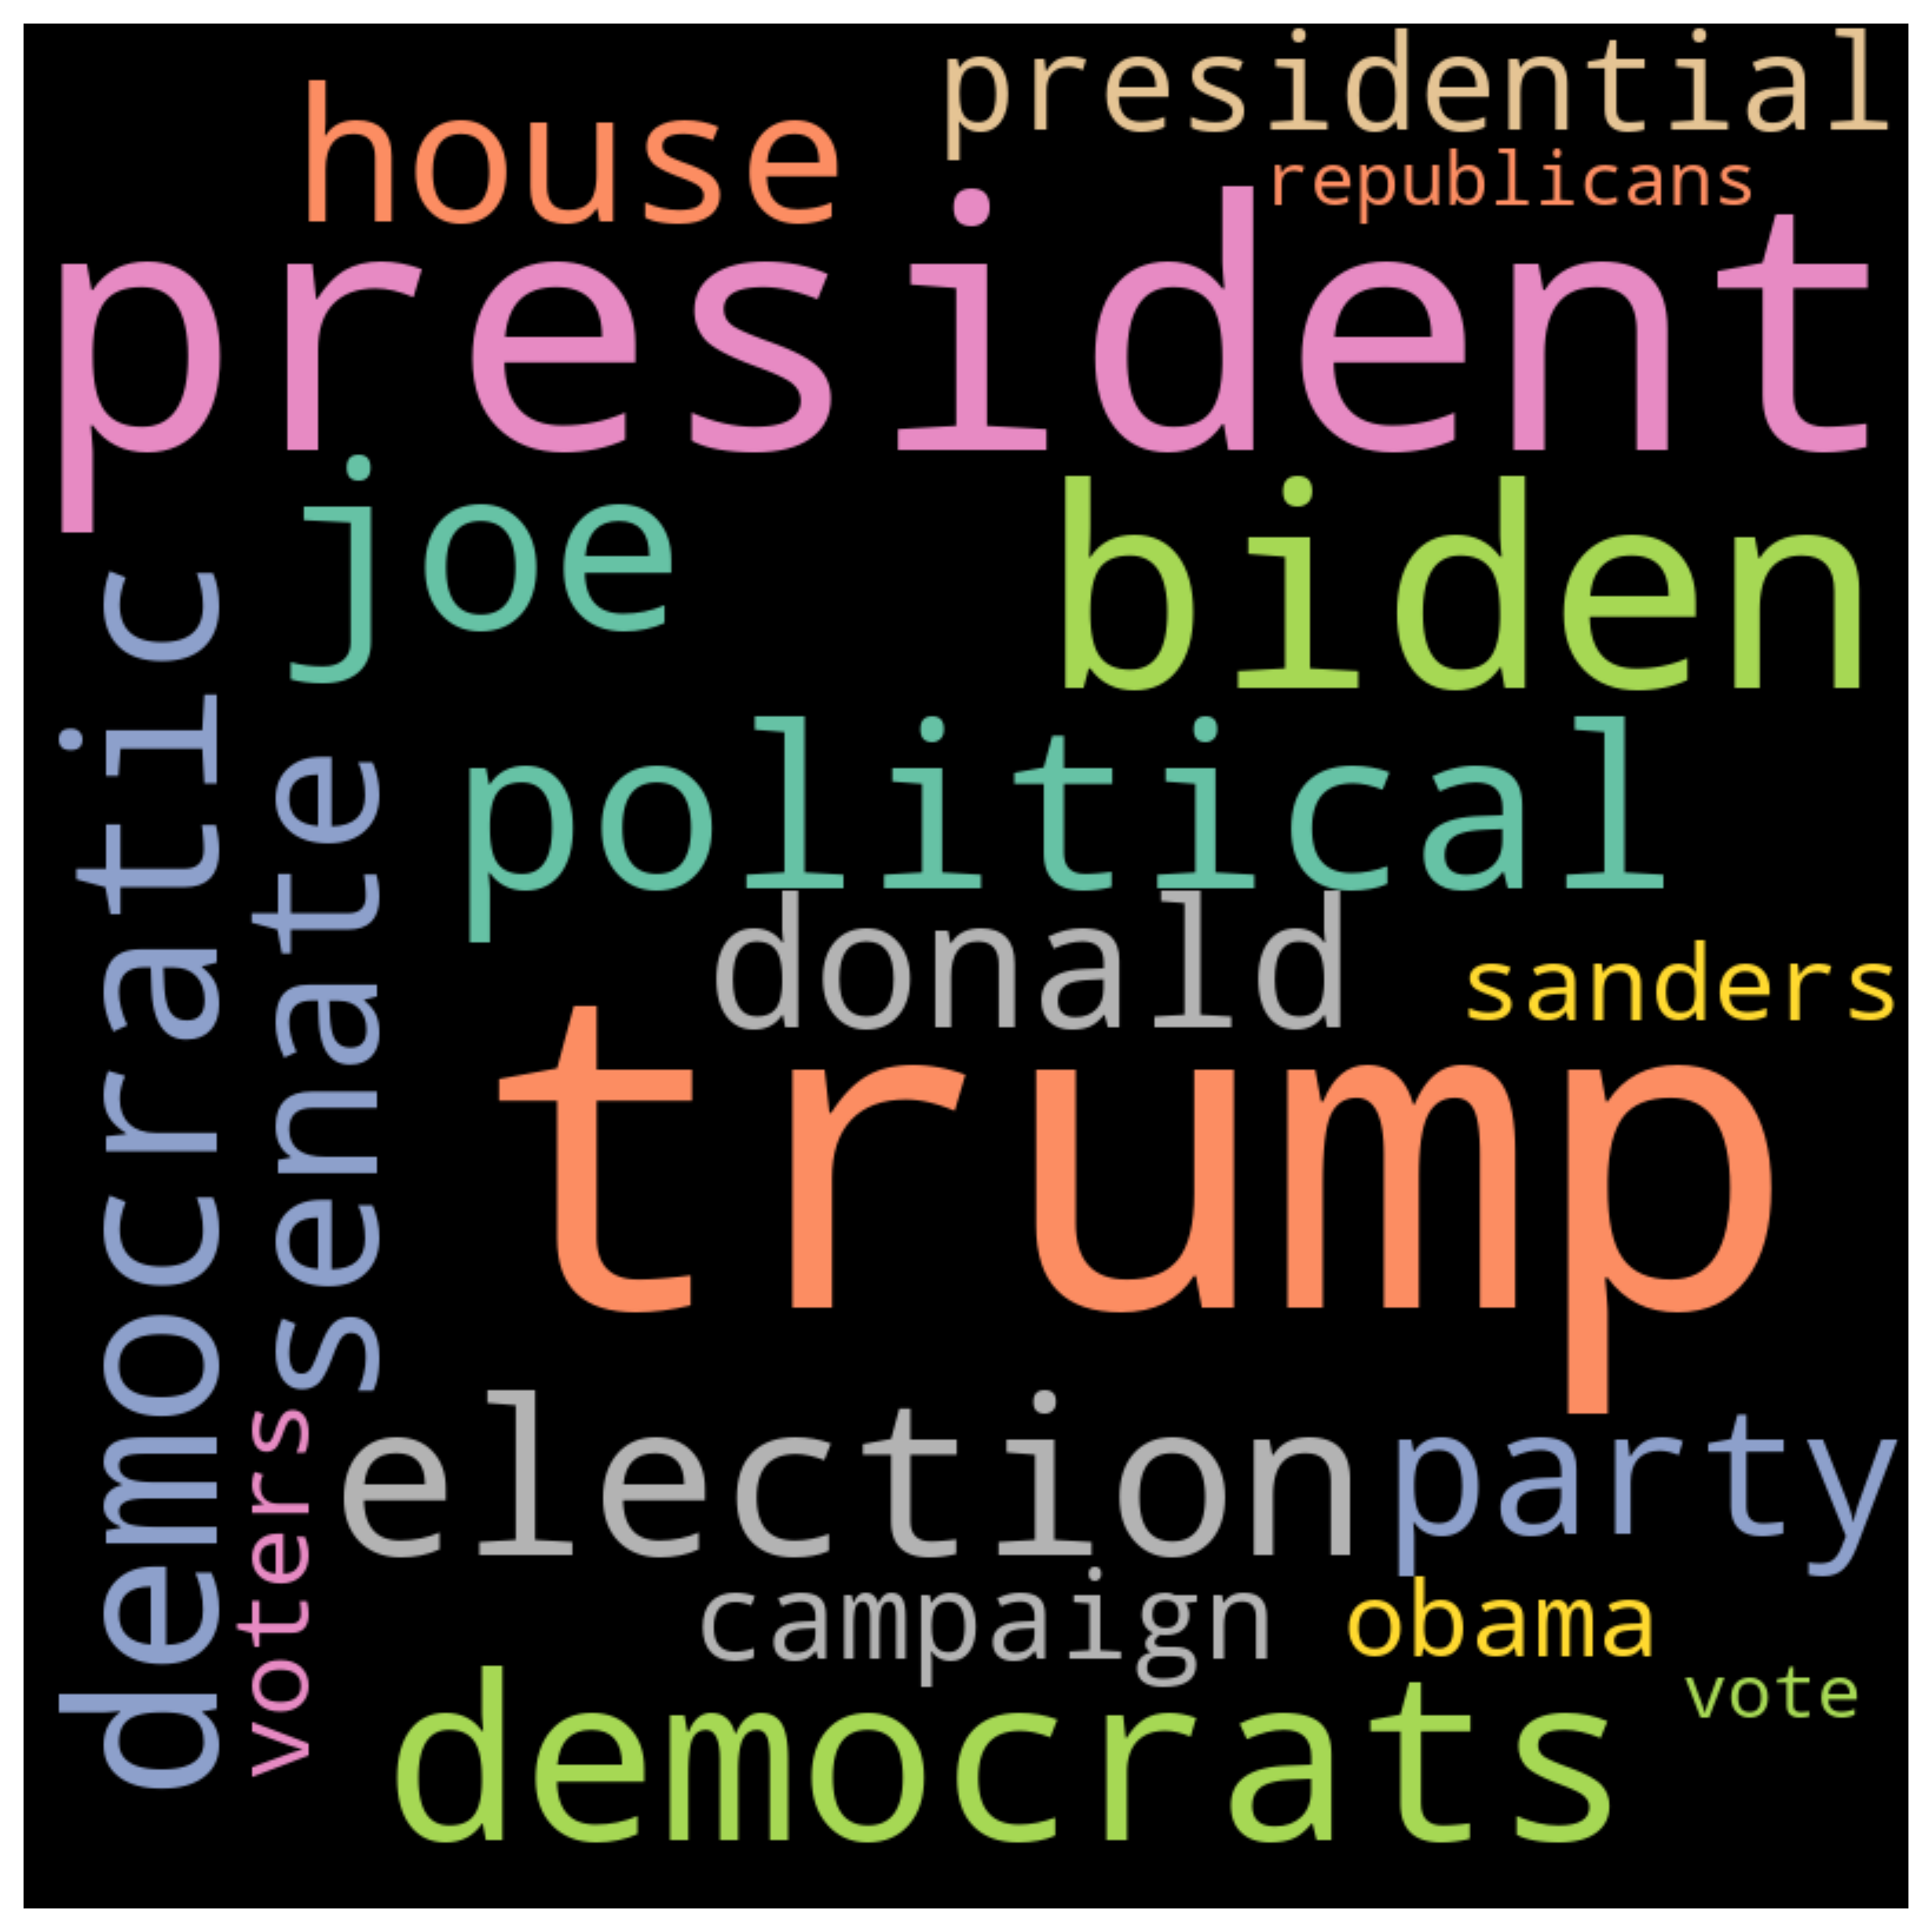 presidential
house
republicans
president
joe
biden
democratic
senate
political
donald
sanders
trump
voters
election
party
campaign
obama
vote
democrats